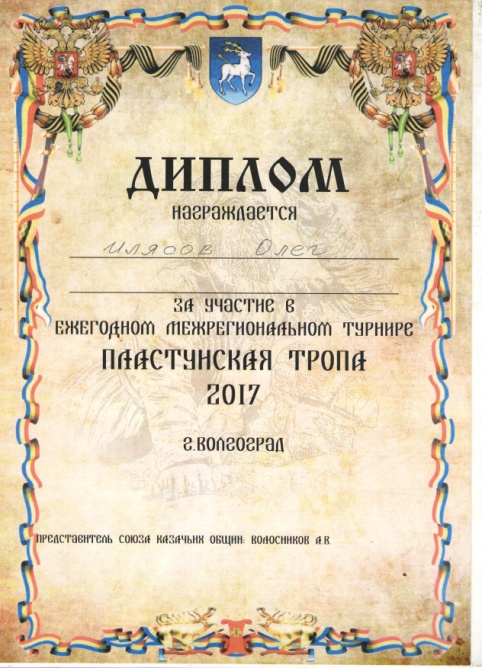 ДИПЛОМ
НАГРАЖДАЕТСЯ
Илясов Олег
ЗА УЧАСТИЕ В
ЕЖЕГОДНОМ МЕЖРЕГИОНАЛЬНОМ ТУРНИРЕ
ПЛАСТУНСКАЯ ТРОПА
2017
Г.ВОЛГОГРАД
ПРЕДСТАВИТЕЛЬ СОЮЗА КАЗАЧЬИХ ОБЩИН: ВОЛОСНИКОВ А.В.